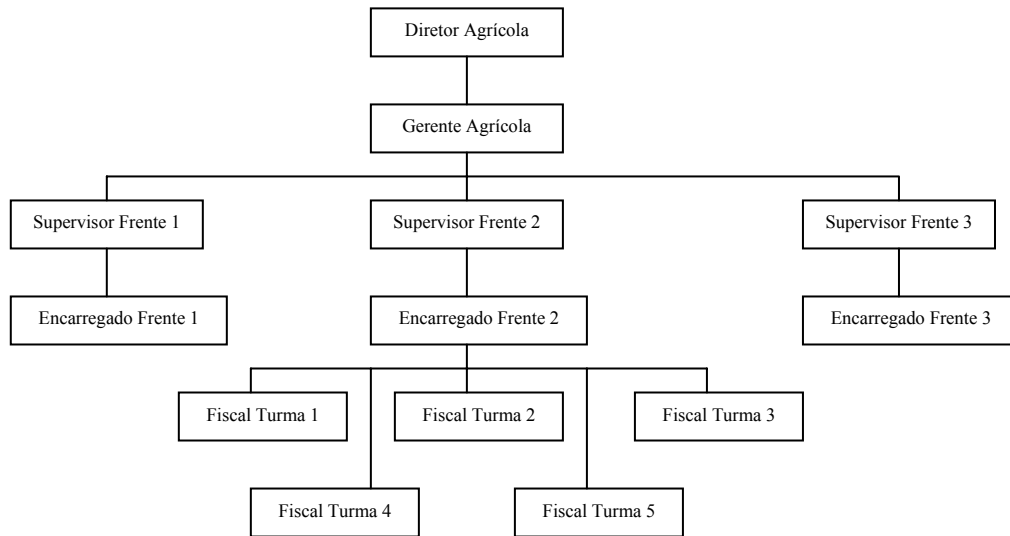 Diretor Agrícola
Gerente Agrícola
Supervisor Frente 1
Supervisor Frente 2
Supervisor Frente 3
Encarregado Frente 1
Encarregado Frente 2
Encarregado Frente 3
Fiscal Turma 1
Fiscal Turma 2
Fiscal Turma 3
Fiscal Turma 4
Fiscal Turma 5